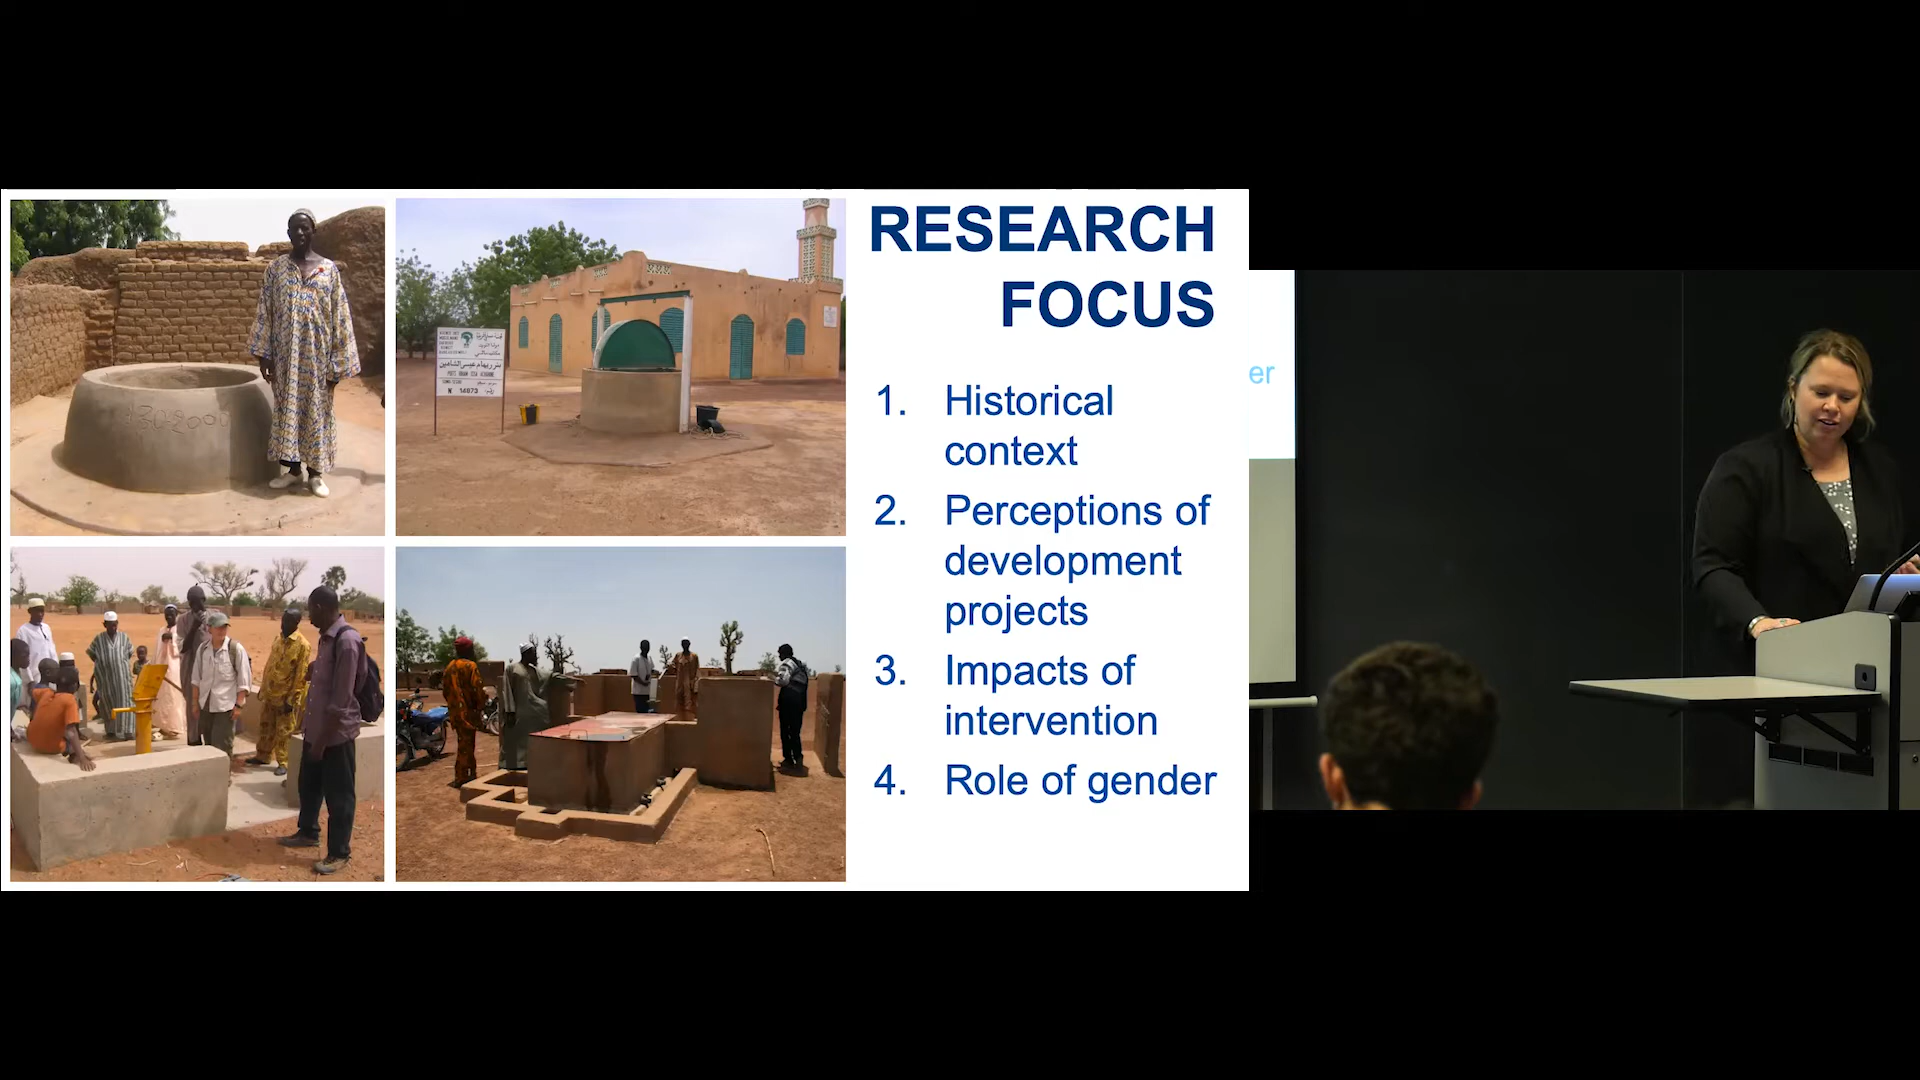 RESEARCH
FOCUS
1. Historical
context
2. Perceptions of
development
projects
3. Impacts of
intervention
4. Role of gender
er
N 14873